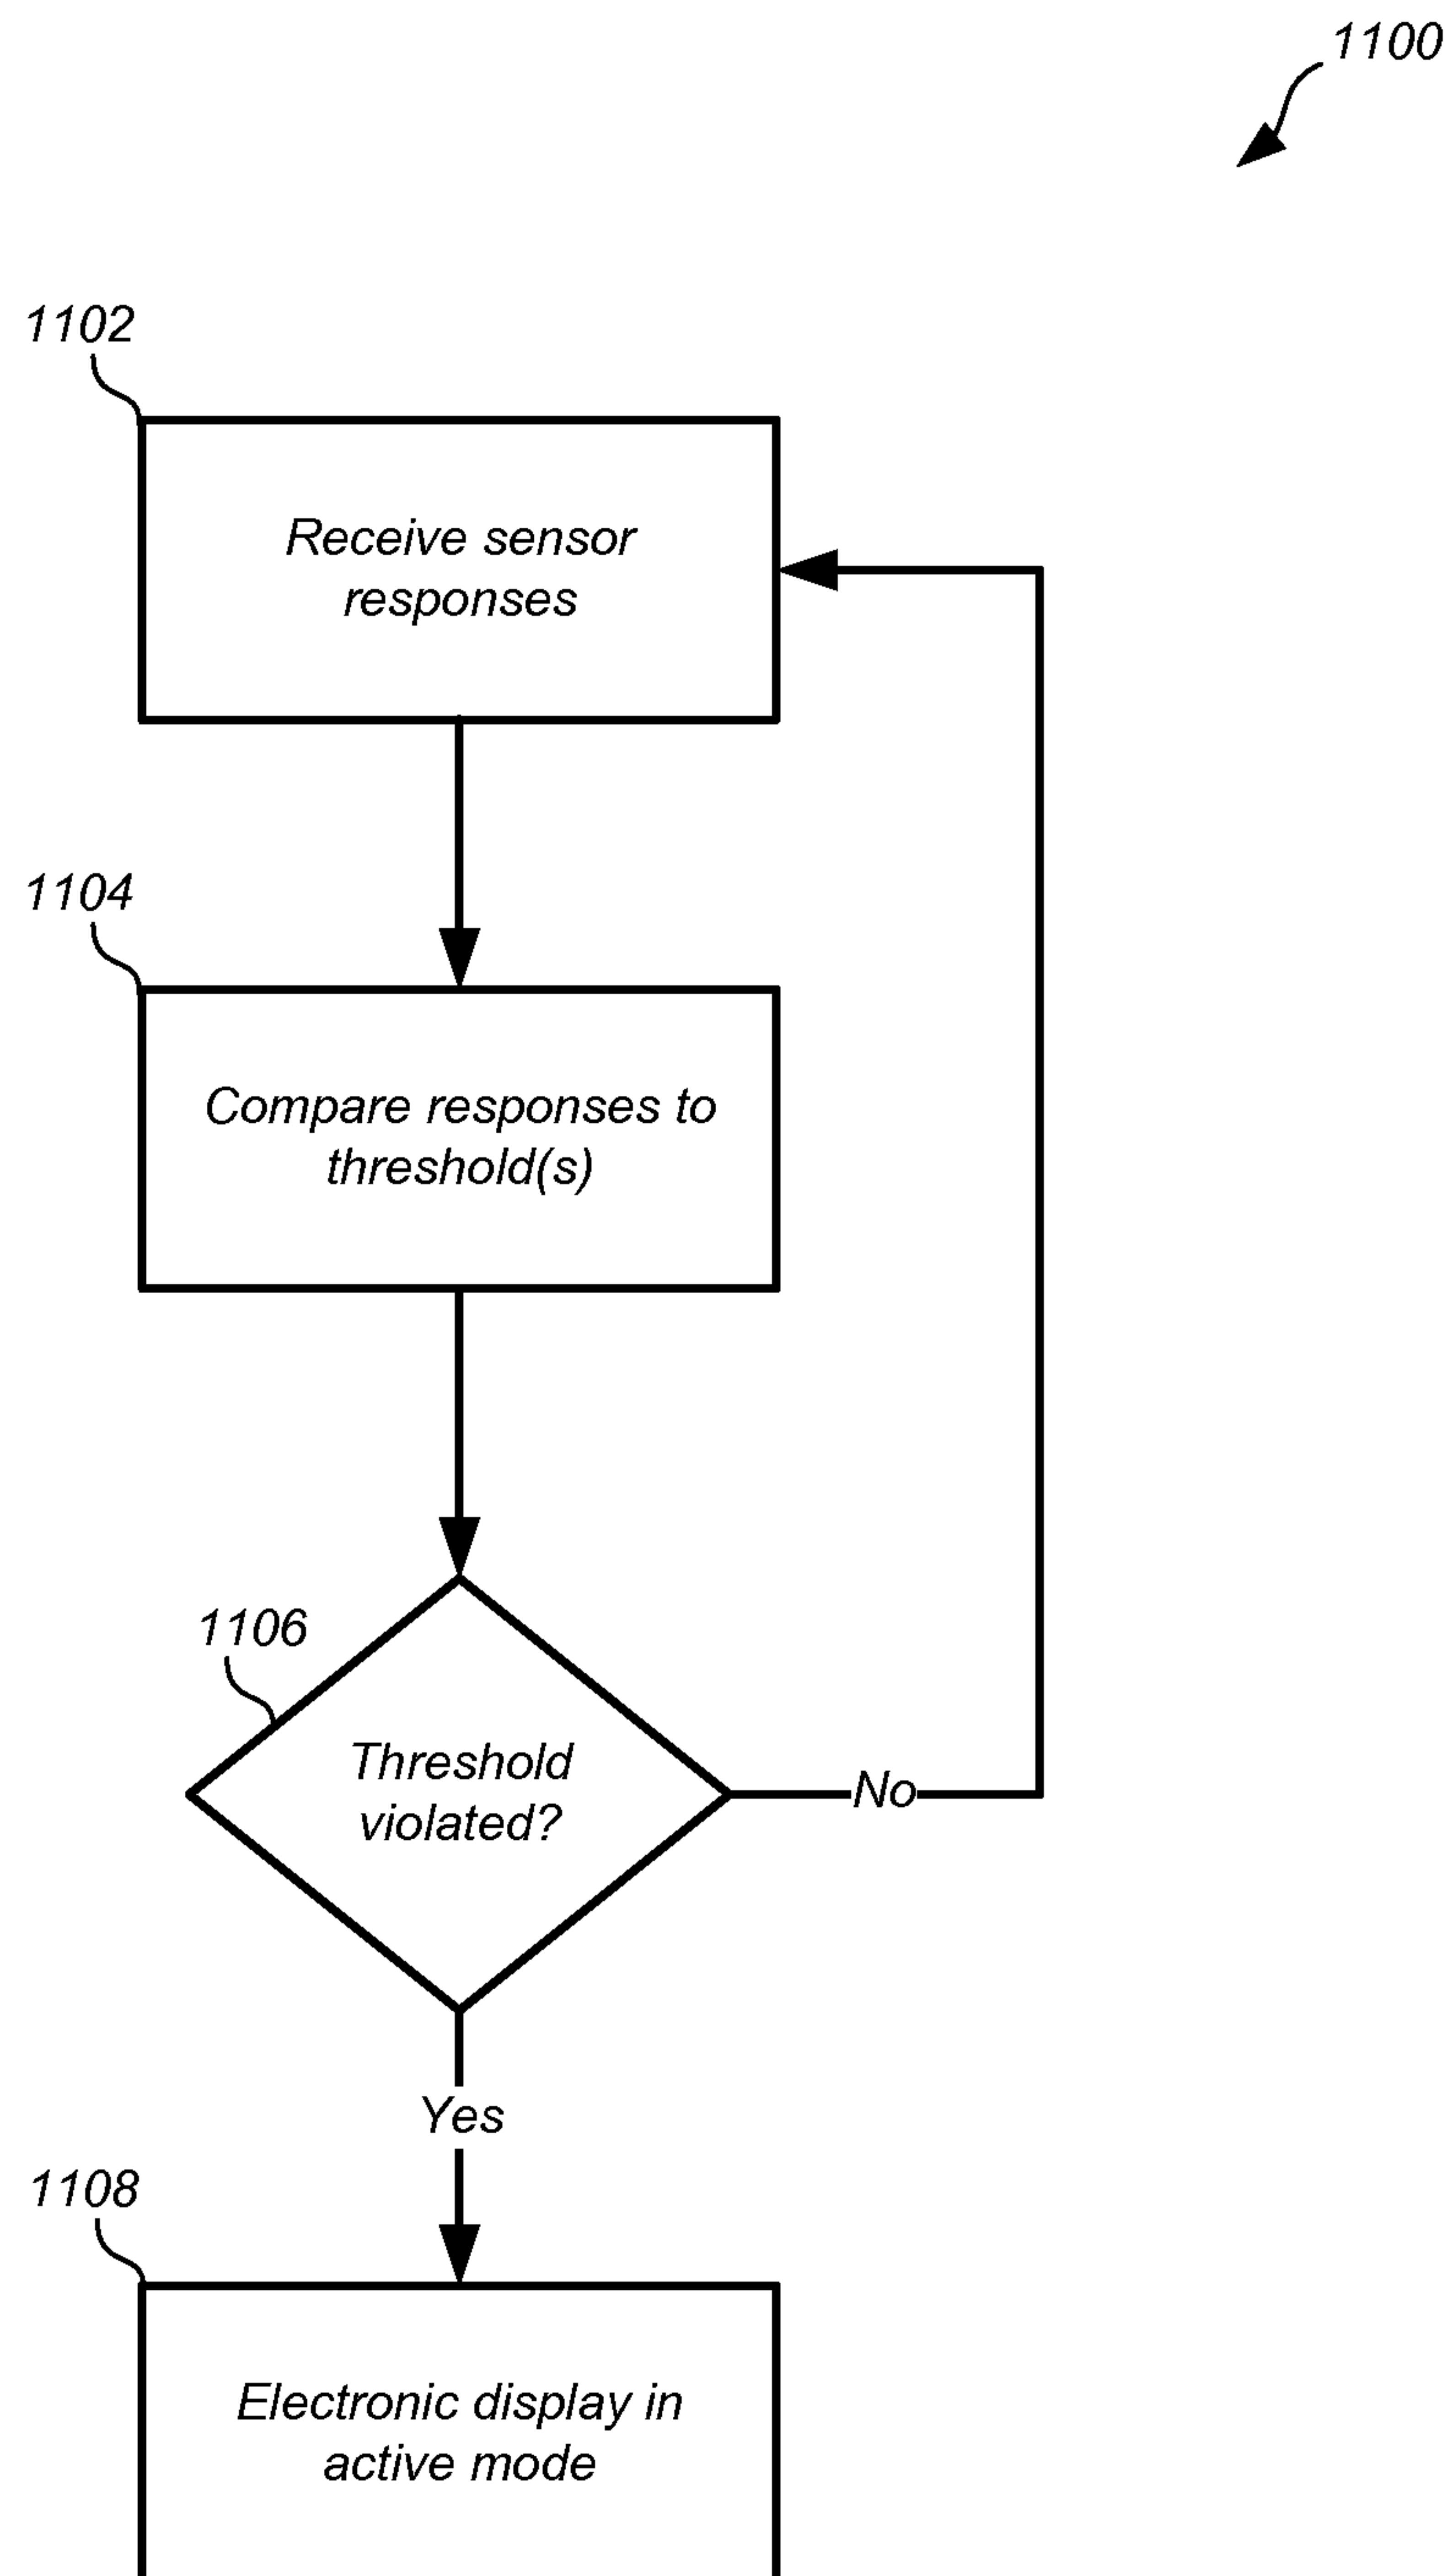 1100
1102
Receive sensor
responses
1104
Compare responses to
threshold(s)
1106
Threshold
violated?
No
Yes
1108
Electronic display in
active mode